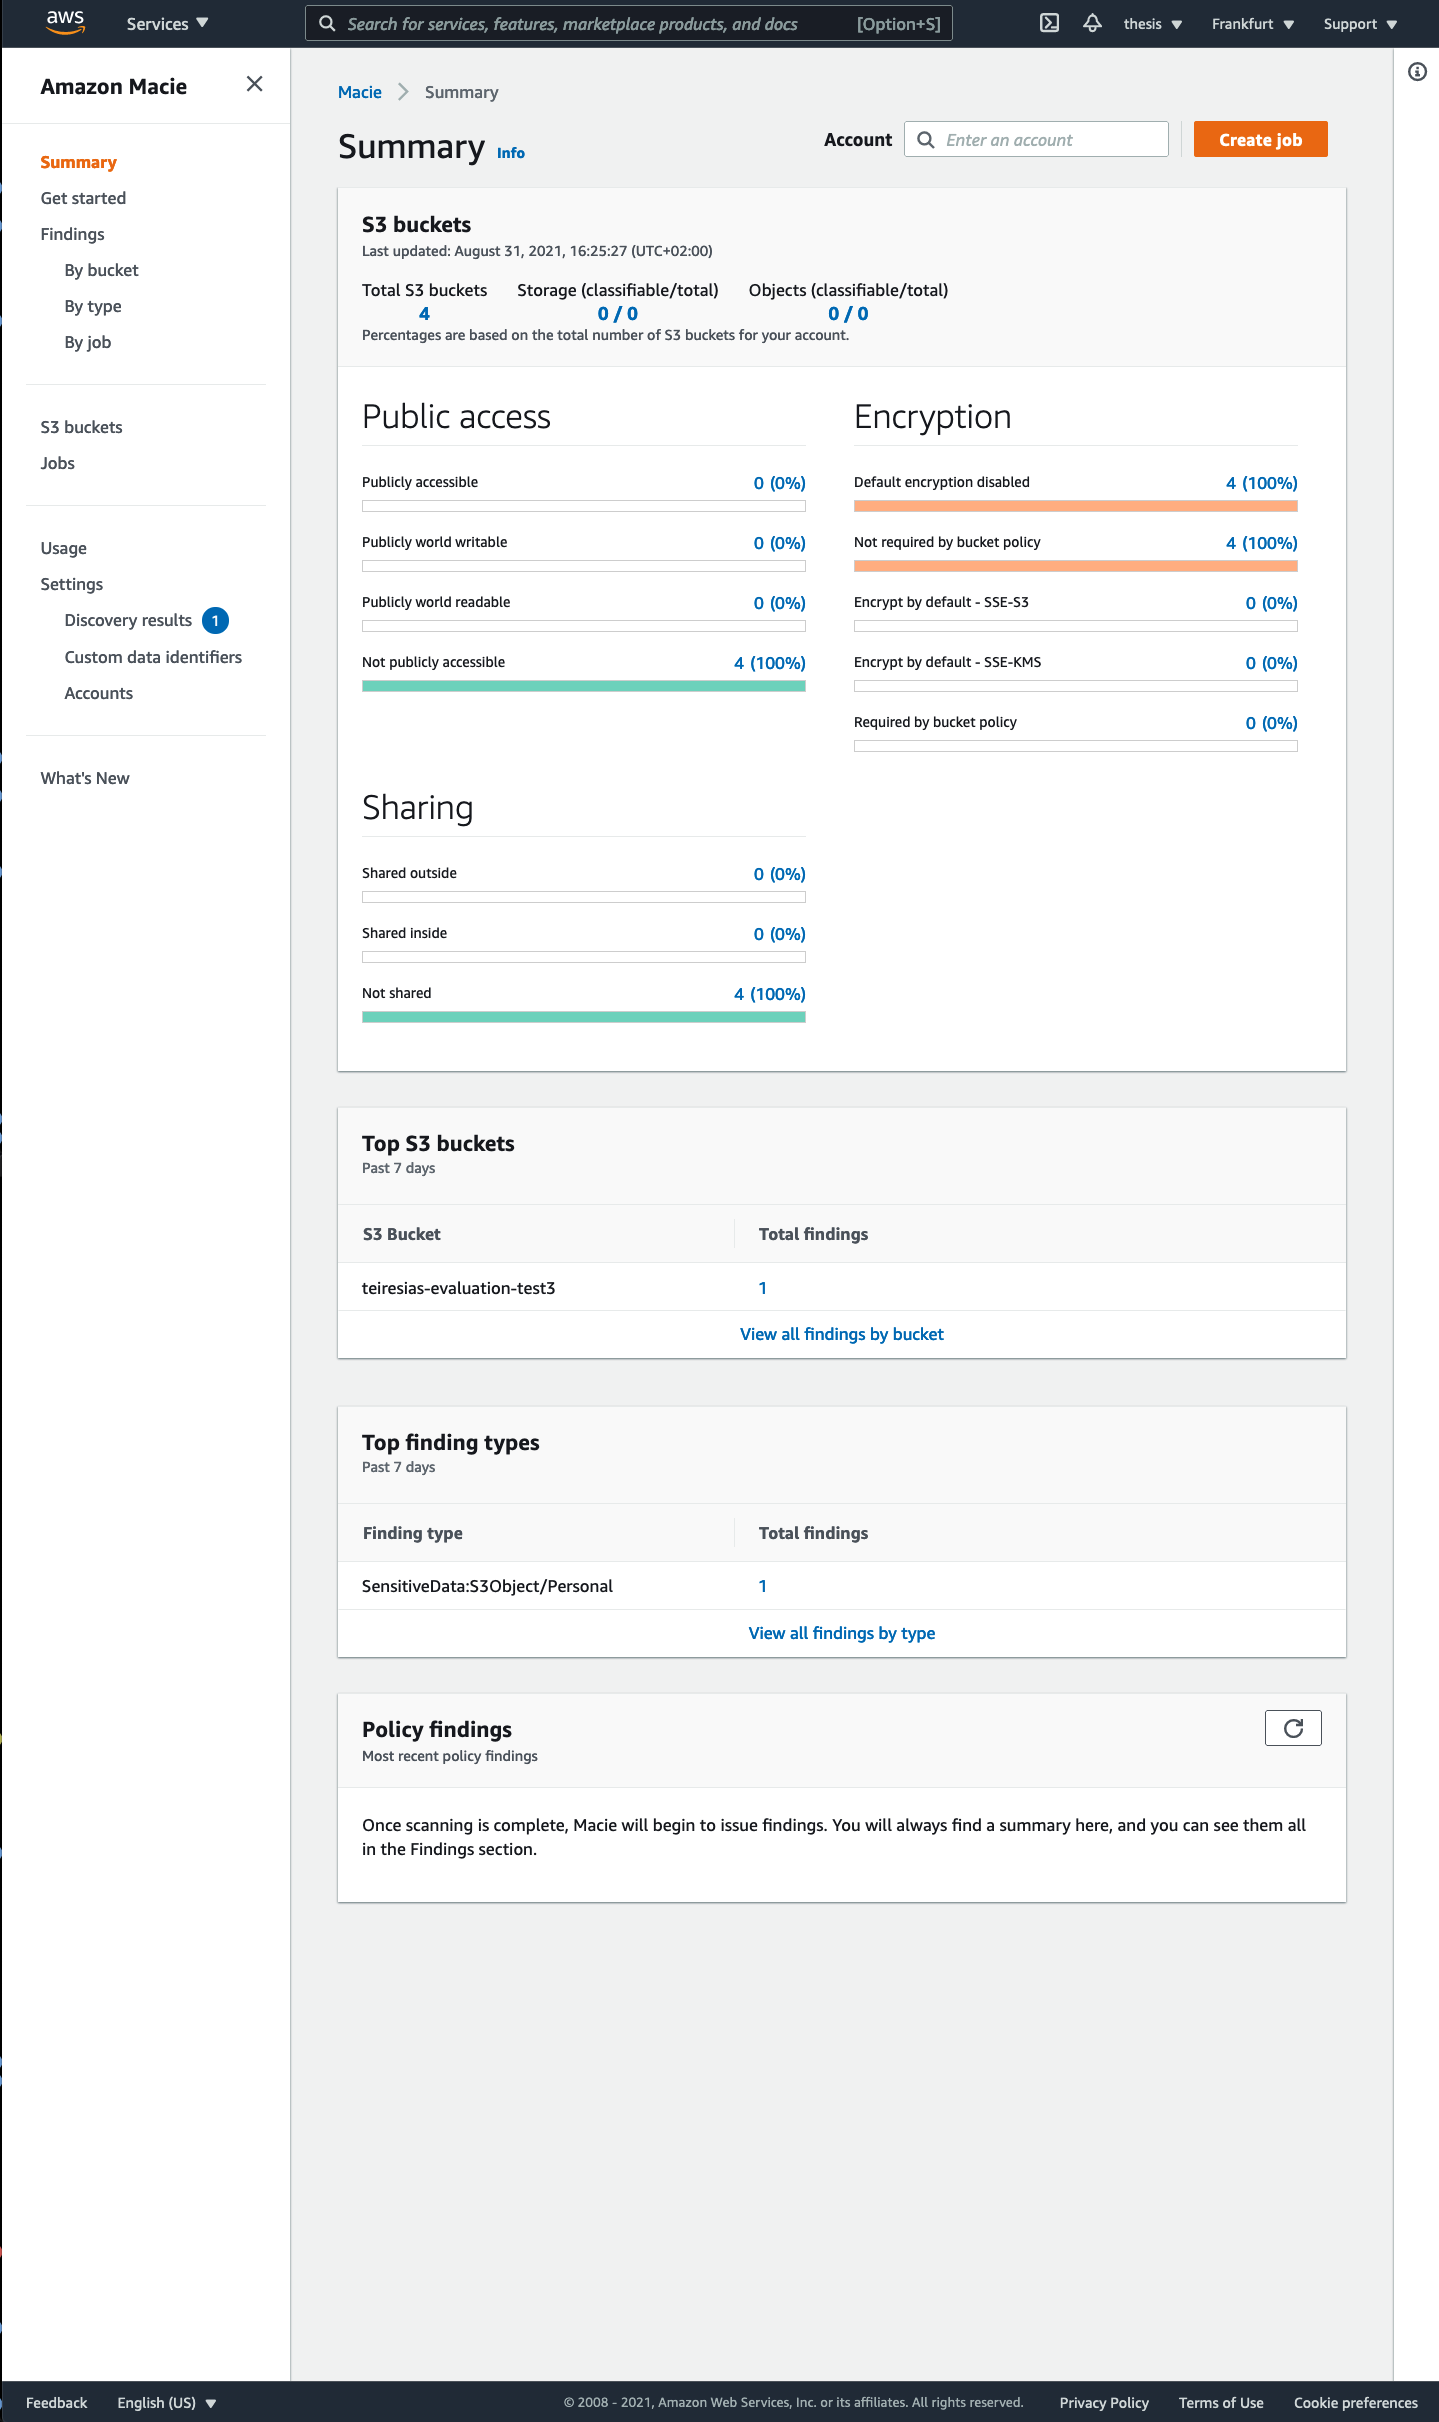 aws
Services
Search for services, features, marketplace products, and docs [Option+S]
thesis
Frankfurt
Support
Amazon Macie
Summary
Get started
Findings
By bucket
By type
By job
S3 buckets
Jobs
Usage
Settings
Discovery results 1
Custom data identifiers
Accounts
What's New
Macie > Summary
Summary Info
Account
Enter an account
Create job
S3 buckets
Last updated: August 31, 2021, 16:25:27 (UTC+02:00)
Total S3 buckets Storage (classifiable/total) Objects (classifiable/total)
4 0 / 0 0 / 0
Percentages are based on the total number of S3 buckets for your account.
Public access
Publicly accessible 0 (0%)
Publicly world writable 0 (0%)
Publicly world readable 0 (0%)
Not publicly accessible 4 (100%)
Encryption
Default encryption disabled 4 (100%)
Not required by bucket policy 4 (100%)
Encrypt by default - SSE-S3 0 (0%)
Encrypt by default - SSE-KMS 0 (0%)
Required by bucket policy 0 (0%)
Sharing
Shared outside 0 (0%)
Shared inside 0 (0%)
Not shared 4 (100%)
Top S3 buckets
Past 7 days
S3 Bucket Total findings
teiresias-evaluation-test3 1
View all findings by bucket
Top finding types
Past 7 days
Finding type Total findings
SensitiveData:S3Object/Personal 1
View all findings by type
Policy findings
Most recent policy findings
Once scanning is complete, Macie will begin to issue findings. You will always find a summary here, and you can see them all
in the Findings section.
Feedback English (US) © 2008 - 2021, Amazon Web Services, Inc. or its affiliates. All rights reserved. Privacy Policy Terms of Use Cookie preferences